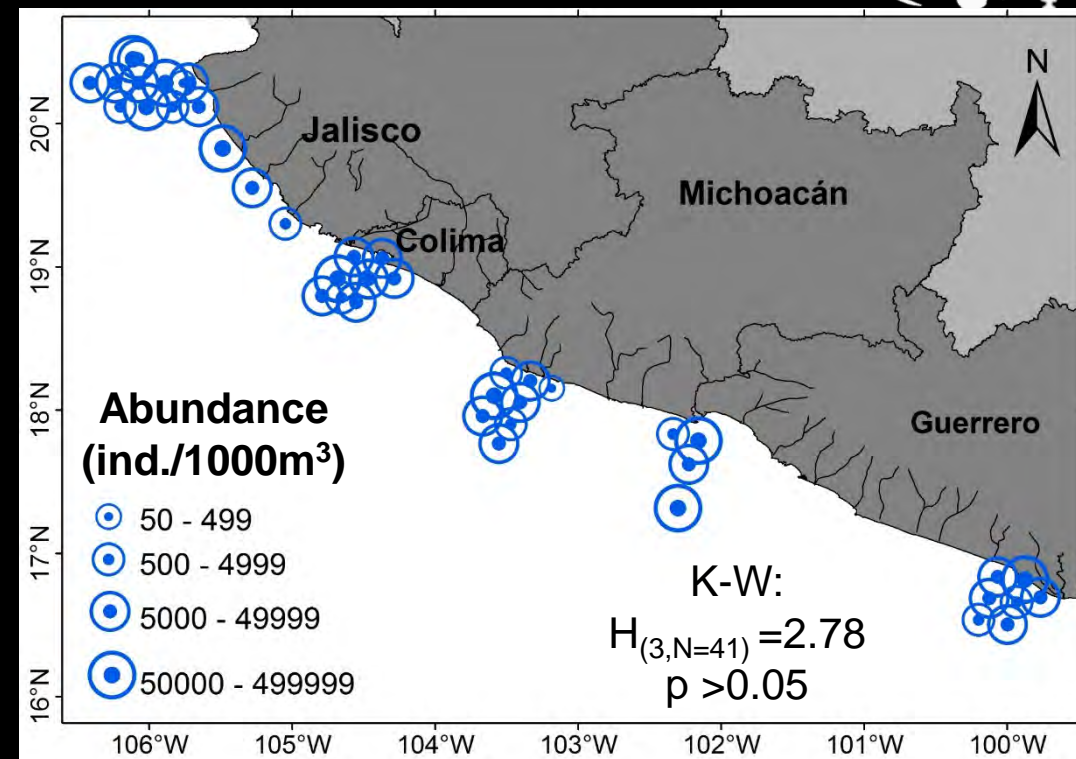 N
Jalisco
Michoacán
Colima
Guerrero
Abundance
(ind./1000m³)
50 - 499
500 - 4999
5000 - 49999
50000 - 499999
K-W:
H(3,N=41) =2.78
p >0.05
20°N
19°N
18°N
17°N
16°N
106°W 105°W 104°W 103°W 102°W 101°W 100°W